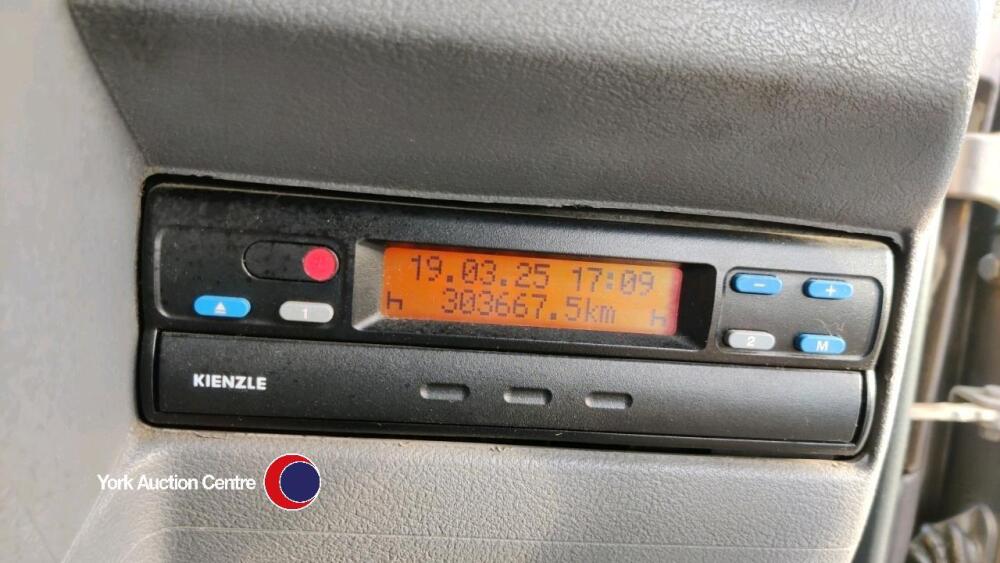 19.03.25 17:09
303667.5km
1
2
M
KIENZLE
York Auction Centre